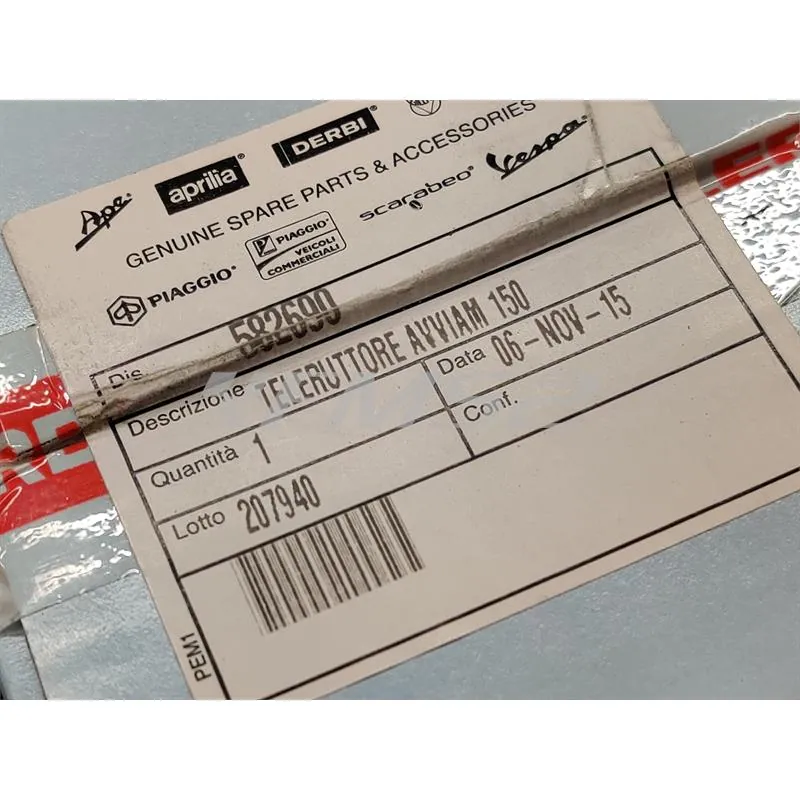 Ape aprilia DERBI
GENUINE SPARE PARTS & ACCESSORIES
PIAGGIO PIAGGIO VEICOLI COMMERCIALI scarabeo Vespa
Dis. 582690
Descrizione TELERUTTORE AVVIAM 150
Quantità 1 Data 06-NOV-15
Lotto 207940 Conf.
PEM1
RE